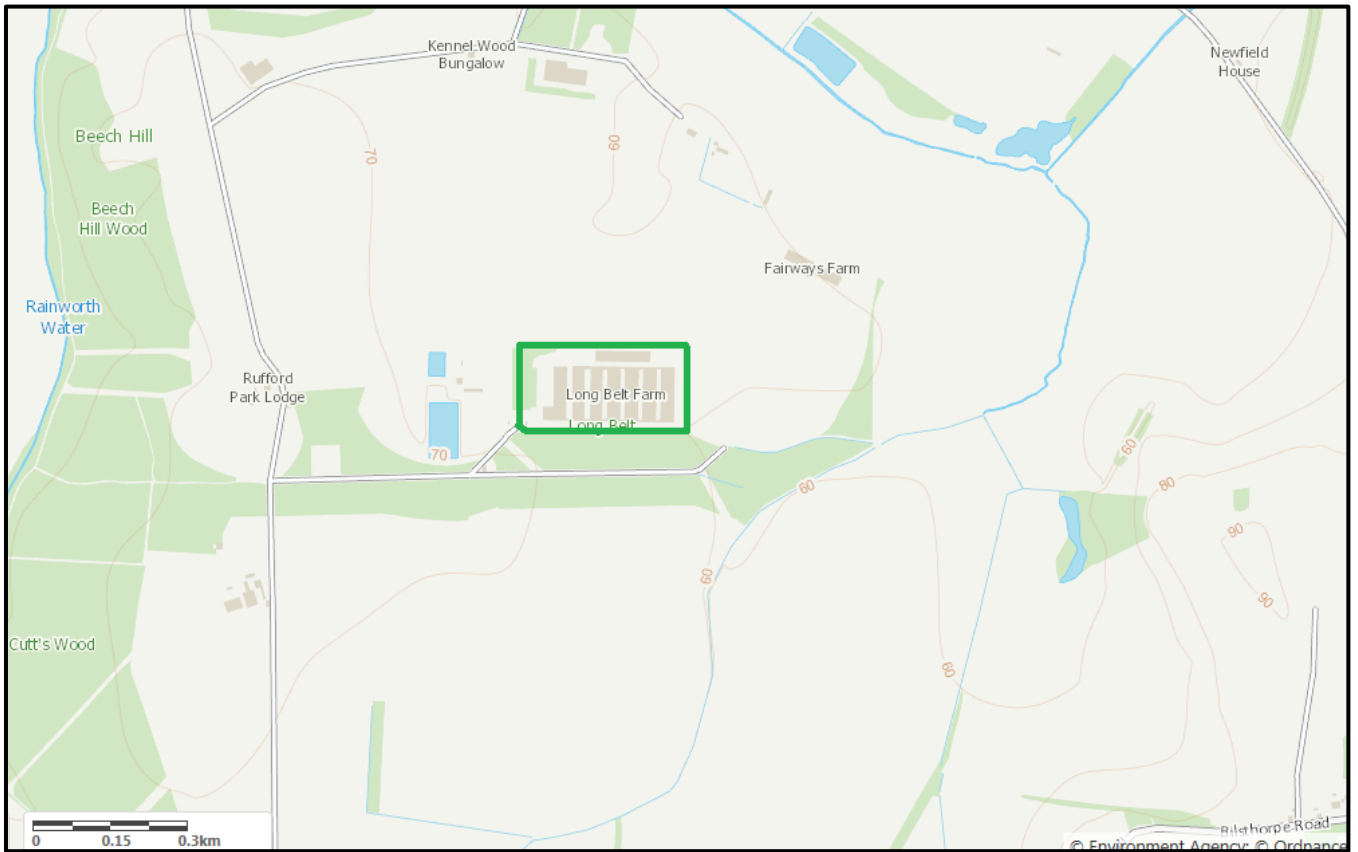 Kennel Wood
Bungalow
Newfield
House
Beech Hill
70
60
Beech
Hill Wood
Fairways Farm
Rainworth
Water
Rufford
Park Lodge
Long Belt Farm
Long Belt
70
60
60
80
90
60
90
Cutt's Wood
60
0 0.15 0.3km
Bilsthorpe Road
© Environment Agency; © Ordnance